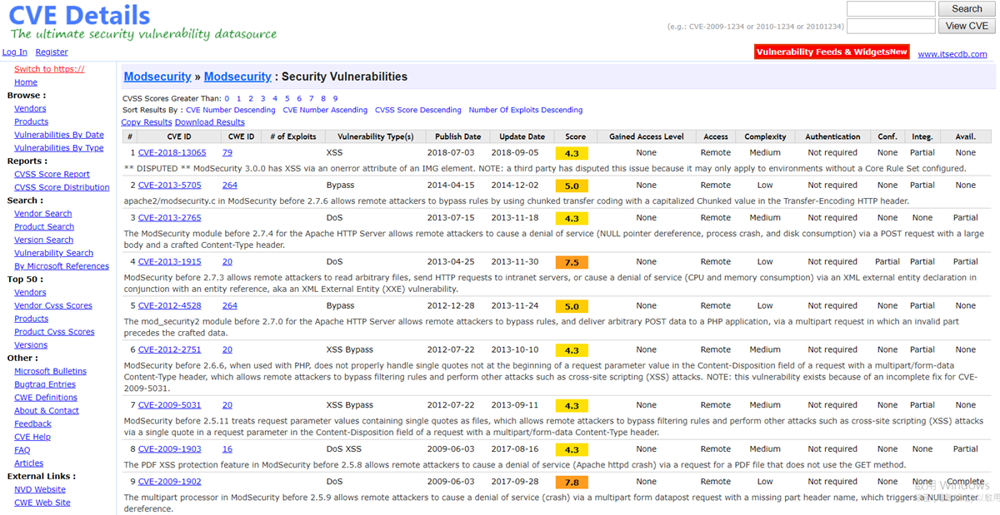 CVE Details
The ultimate security vulnerability datasource
Search
(e.g.: CVE-2009-1234 or 2010-1234 or 20101234)
View CVE
Log In Register
Vulnerability Feeds & WidgetsNew www.itsecdb.com
Switch to https://
Home
Browse :
Vendors
Products
Vulnerabilities By Date
Vulnerabilities By Type
Reports :
CVSS Score Report
CVSS Score Distribution
Search :
Vendor Search
Product Search
Version Search
Vulnerability Search
By Microsoft References
Top 50 :
Vendors
Vendor Cvss Scores
Products
Product Cvss Scores
Versions
Other :
Microsoft Bulletins
Bugtraq Entries
CWE Definitions
About & Contact
Feedback
CVE Help
FAQ
Articles
External Links :
NVD Website
CWE Web Site
Modsecurity » Modsecurity : Security Vulnerabilities
CVSS Scores Greater Than: 0 1 2 3 4 5 6 7 8 9
Sort Results By : CVE Number Descending CVE Number Ascending CVSS Score Descending Number Of Exploits Descending
Copy Results Download Results
# CVE ID CWE ID # of Exploits Vulnerability Type(s) Publish Date Update Date Score Gained Access Level Access Complexity Authentication Conf. Integ. Avail.
1 CVE-2018-13065 79 XSS 2018-07-03 2018-09-05 4.3 None Remote Medium Not required None Partial None
** DISPUTED ** ModSecurity 3.0.0 has XSS via an onerror attribute of an IMG element. NOTE: a third party has disputed this issue because it may only apply to environments without a Core Rule Set configured.
2 CVE-2013-5705 264 Bypass 2014-04-15 2014-12-02 5.0 None Remote Low Not required None Partial None
apache2/modsecurity.c in ModSecurity before 2.7.6 allows remote attackers to bypass rules by using chunked transfer coding with a capitalized Chunked value in the Transfer-Encoding HTTP header.
3 CVE-2013-2765 DoS 2013-07-15 2013-11-18 4.3 None Remote Medium Not required None None Partial
The ModSecurity module before 2.7.4 for the Apache HTTP Server allows remote attackers to cause a denial of service (NULL pointer dereference, process crash, and disk consumption) via a POST request with a large
body and a crafted Content-Type header.
4 CVE-2013-1915 20 DoS 2013-04-25 2013-11-30 7.5 None Remote Low Not required Partial Partial Partial
ModSecurity before 2.7.3 allows remote attackers to read arbitrary files, send HTTP requests to intranet servers, or cause a denial of service (CPU and memory consumption) via an XML external entity declaration in
conjunction with an entity reference, aka an XML External Entity (XXE) vulnerability.
5 CVE-2012-4528 264 Bypass 2012-12-28 2013-11-24 5.0 None Remote Low Not required None Partial None
The mod_security2 module before 2.7.0 for the Apache HTTP Server allows remote attackers to bypass rules, and deliver arbitrary POST data to a PHP application, via a multipart request in which an invalid part
precedes the crafted data.
6 CVE-2012-2751 20 XSS Bypass 2012-07-22 2013-10-10 4.3 None Remote Medium Not required None Partial None
ModSecurity before 2.6.6, when used with PHP, does not properly handle single quotes not at the beginning of a request parameter value in the Content-Disposition field of a request with a multipart/form-data
Content-Type header, which allows remote attackers to bypass filtering rules and perform other attacks such as cross-site scripting (XSS) attacks. NOTE: this vulnerability exists because of an incomplete fix for CVE-
2009-5031.
7 CVE-2009-5031 20 XSS Bypass 2012-07-22 2013-09-11 4.3 None Remote Medium Not required None Partial None
ModSecurity before 2.5.11 treats request parameter values containing single quotes as files, which allows remote attackers to bypass filtering rules and perform other attacks such as cross-site scripting (XSS) attacks
via a single quote in a request parameter in the Content-Disposition field of a request with a multipart/form-data Content-Type header.
8 CVE-2009-1903 16 DoS XSS 2009-06-03 2017-08-16 4.3 None Remote Medium Not required None None Partial
The PDF XSS protection feature in ModSecurity before 2.5.8 allows remote attackers to cause a denial of service (Apache httpd crash) via a request for a PDF file that does not use the GET method.
9 CVE-2009-1902 DoS 2009-06-03 2017-09-28 7.8 None Remote Low Not required None None Complete
The multipart processor in ModSecurity before 2.5.9 allows remote attackers to cause a denial of service (crash) via a multipart form datapost request with a missing part header name, which triggers a NULL pointer
dereference.
啟用 Windows